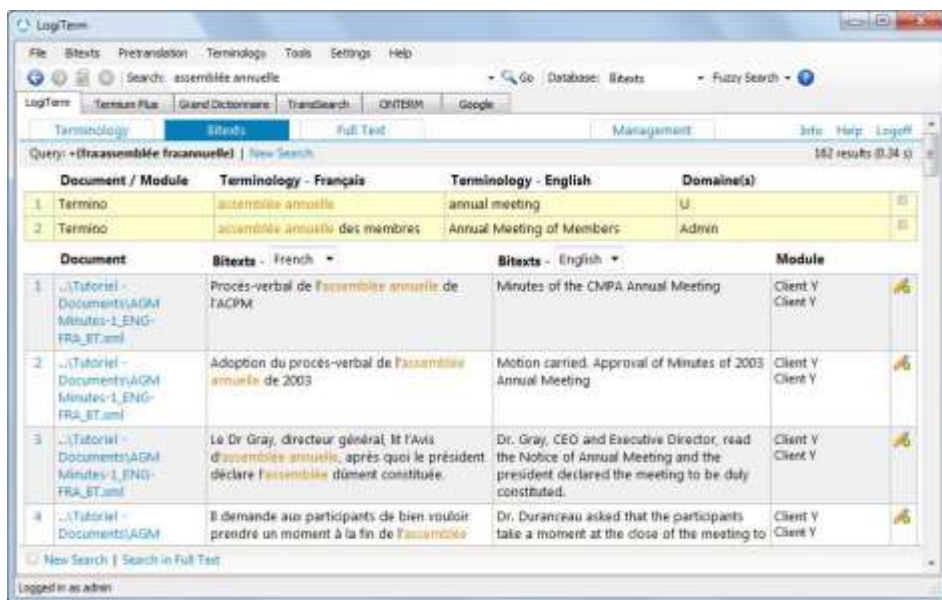 LogiTerm
File Bitexts Pretranslation Terminology Tools Settings Help
Search: assemblée annuelle Go Database: Bitexts Fuzzy Search
LogiTerm Termium Plus Grand Dictionnaire TransSearch ONTERM Google
Terminology Bitexts Full Text Management Info Help Logoff
Query: +(fra:assemblée fra:annuelle) | New Search 162 results (0.34 s)
Document / Module Terminology - Français Terminology - English Domaine(s)
1 Termino assemblée annuelle annual meeting U
2 Termino assemblée annuelle des membres Annual Meeting of Members Admin
Document Bitexts - French Bitexts - English Module
1 ...\Tutoriel - Procès-verbal de l'assemblée annuelle de Minutes of the CMPA Annual Meeting Client Y
Documents\AGM l'ACPM Client Y
Minutes-1_ENG-
FRA_BT.xml
2 ...\Tutoriel - Adoption du procès-verbal de l'assemblée Motion carried. Approval of Minutes of 2003 Client Y
Documents\AGM annuelle de 2003 Annual Meeting Client Y
Minutes-1_ENG-
FRA_BT.xml
3 ...\Tutoriel - Le Dr Gray, directeur général, lit l'Avis Dr. Gray, CEO and Executive Director, read Client Y
Documents\AGM d'assemblée annuelle, après quoi le président the Notice of Annual Meeting and the Client Y
Minutes-1_ENG- déclare l'assemblée dûment constituée. president declared the meeting to be duly
FRA_BT.xml constituted.
4 ...\Tutoriel - Il demande aux participants de bien vouloir Dr. Duranceau asked that the participants Client Y
Documents\AGM prendre un moment à la fin de l'assemblée take a moment at the close of the meeting to Client Y
New Search | Search in Full Text
Logged in as admin